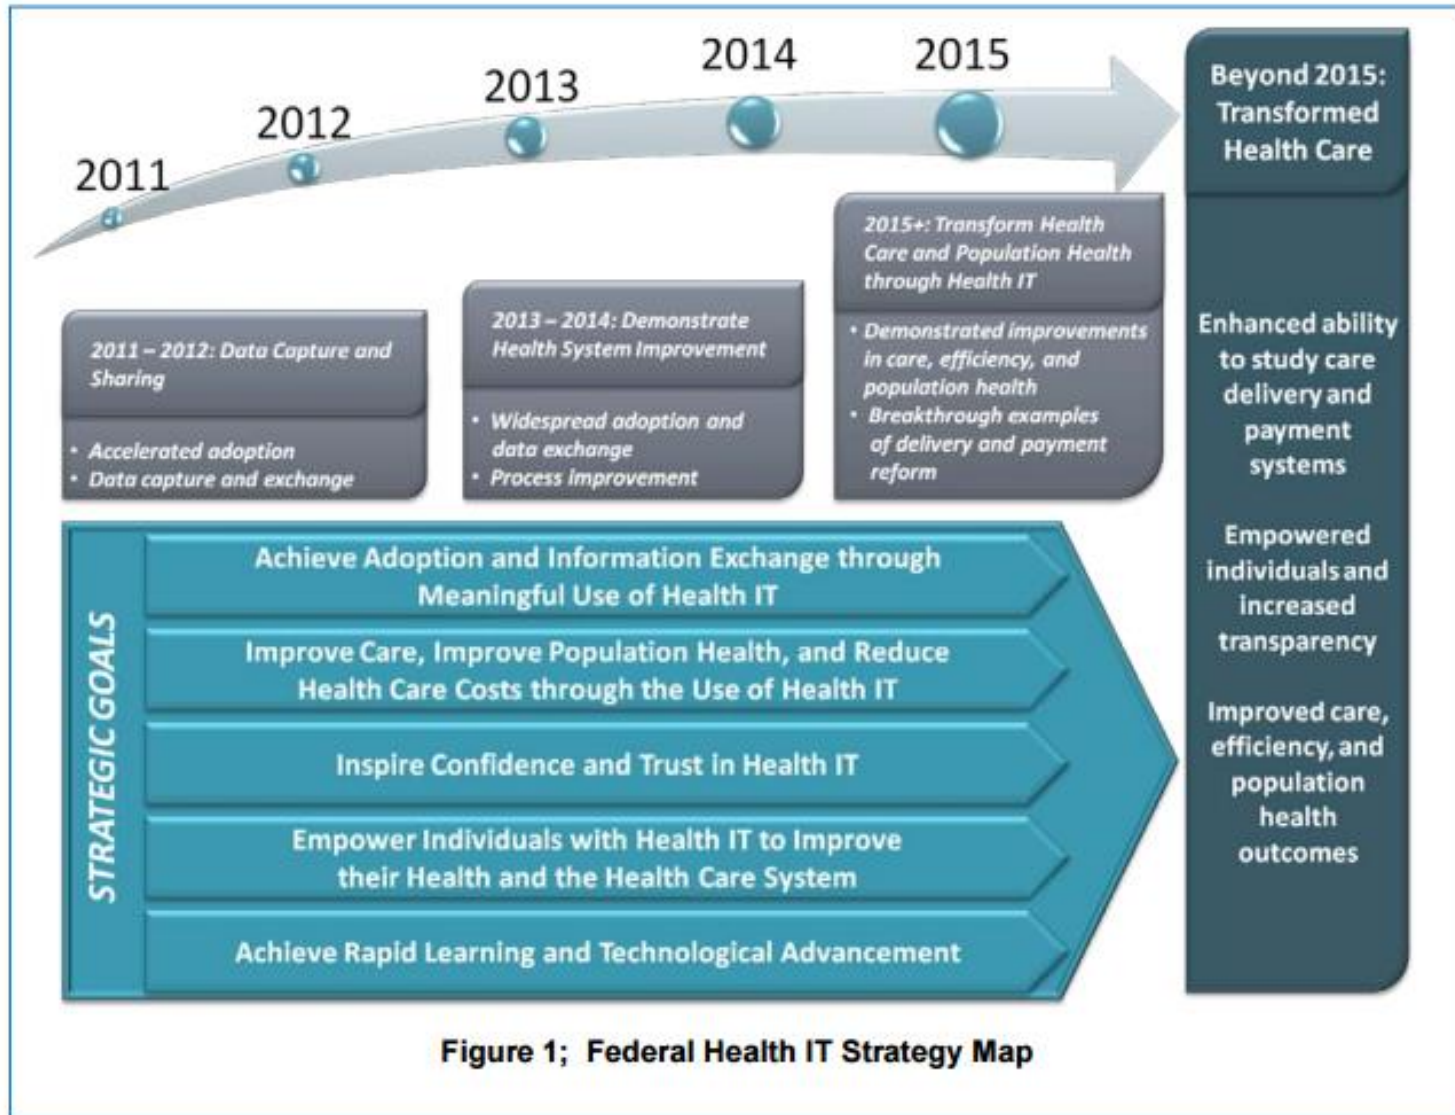 2011
2012
2013
2014
2015
Beyond 2015:
Transformed
Health Care
2011 – 2012: Data Capture and
Sharing
• Accelerated adoption
• Data capture and exchange
2013 – 2014: Demonstrate
Health System Improvement
• Widespread adoption and
data exchange
• Process improvement
2015+: Transform Health
Care and Population Health
through Health IT
• Demonstrated improvements
in care, efficiency, and
population health
• Breakthrough examples
of delivery and payment
reform
Enhanced ability
to study care
delivery and
payment
systems
Empowered
individuals and
increased
transparency
Improved care,
efficiency, and
population
health
outcomes
STRATEGIC GOALS
Achieve Adoption and Information Exchange through
Meaningful Use of Health IT
Improve Care, Improve Population Health, and Reduce
Health Care Costs through the Use of Health IT
Inspire Confidence and Trust in Health IT
Empower Individuals with Health IT to Improve
their Health and the Health Care System
Achieve Rapid Learning and Technological Advancement
Figure 1;  Federal Health IT Strategy Map